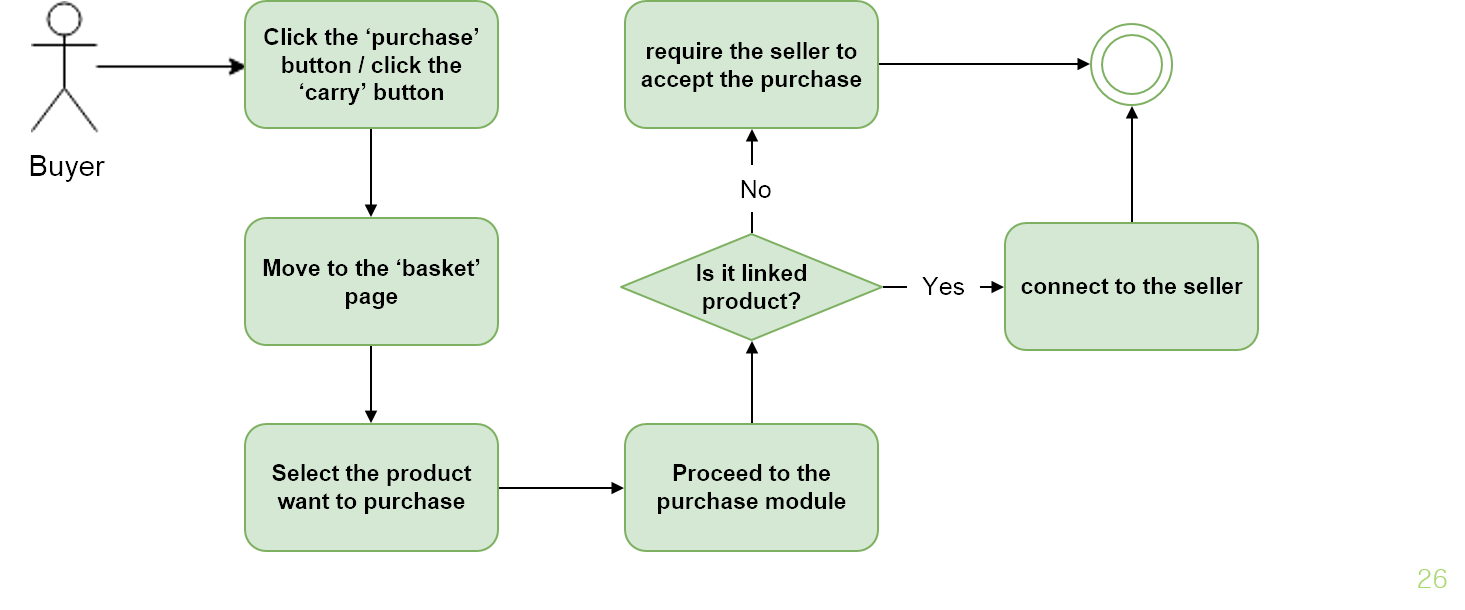 Click the ‘purchase’
button / click the
‘carry’ button
Buyer
Move to the ‘basket’
page
Select the product
want to purchase
Proceed to the
purchase module
Is it linked
product?
No
require the seller to
accept the purchase
Yes
connect to the seller
26